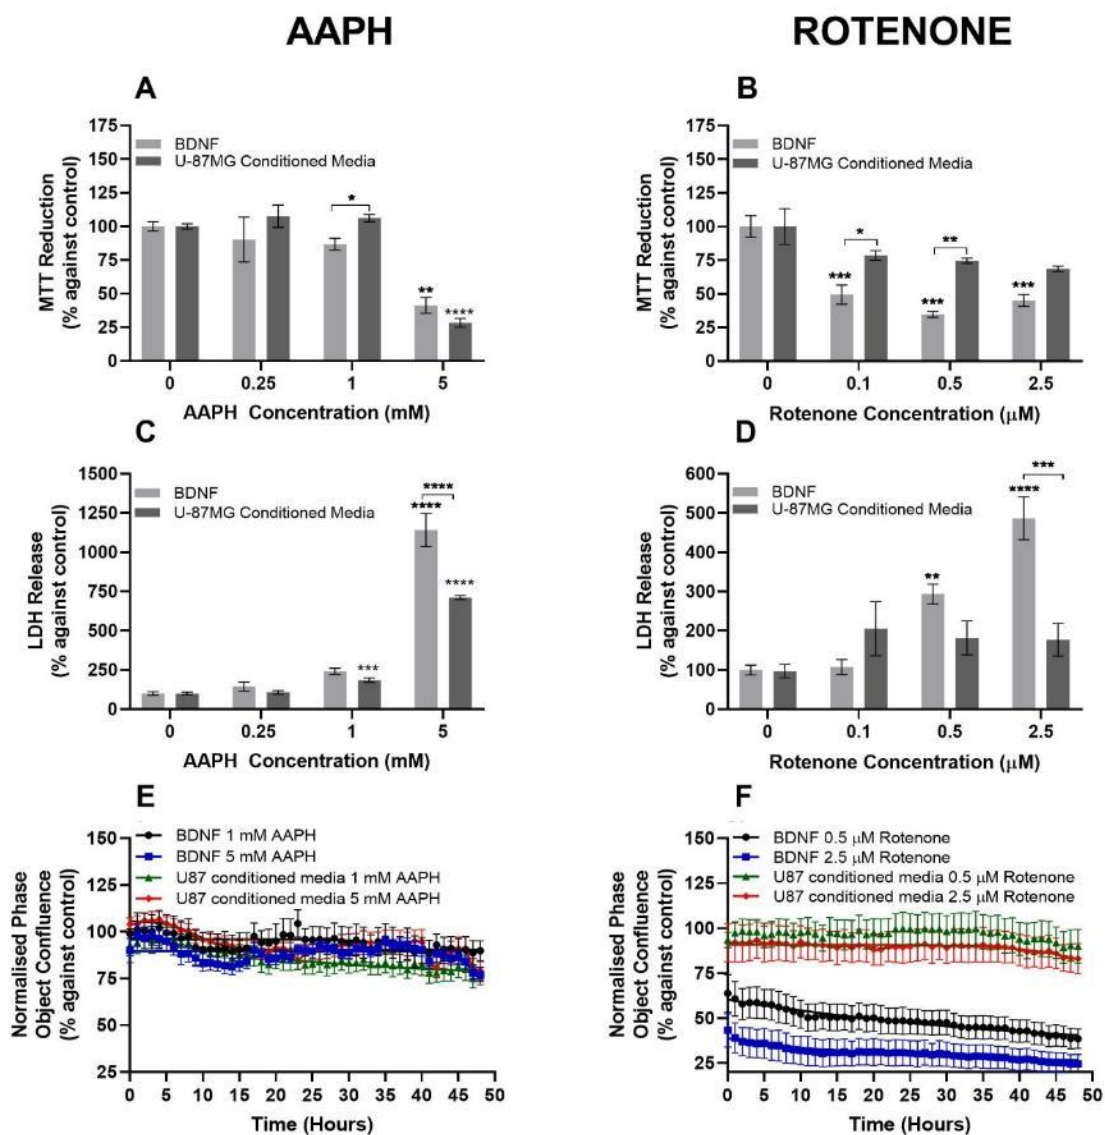 AAPH
ROTENONE
A
175
150
125
100
75
50
25
0
MTT Reduction
(% against control)
BDNF
U-87MG Conditioned Media
*
**
****
0 0.25 1 5
AAPH Concentration (mM)
B
175
150
125
100
75
50
25
0
MTT Reduction
(% against control)
BDNF
U-87MG Conditioned Media
*
**
***
***
***
0 0.1 0.5 2.5
Rotenone Concentration (μM)
C
1500
1250
1000
750
500
250
0
LDH Release
(% against control)
BDNF
U-87MG Conditioned Media
****
****
****
***
0 0.25 1 5
AAPH Concentration (mM)
D
600
500
400
300
200
100
0
LDH Release
(% against control)
BDNF
U-87MG Conditioned Media
***
****
**
0 0.1 0.5 2.5
Rotenone Concentration (μM)
E
150
125
100
75
50
25
Normalised Phase
Object Confluence
(% against control)
BDNF 1 mM AAPH
BDNF 5 mM AAPH
U87 conditioned media 1 mM AAPH
U87 conditioned media 5 mM AAPH
0 5 10 15 20 25 30 35 40 45 50
Time (Hours)
F
150
125
100
75
50
25
Normalised Phase
Object Confluence
(% against control)
BDNF 0.5 μM Rotenone
BDNF 2.5 μM Rotenone
U87 conditioned media 0.5 μM Rotenone
U87 conditioned media 2.5 μM Rotenone
0 5 10 15 20 25 30 35 40 45 50
Time (Hours)